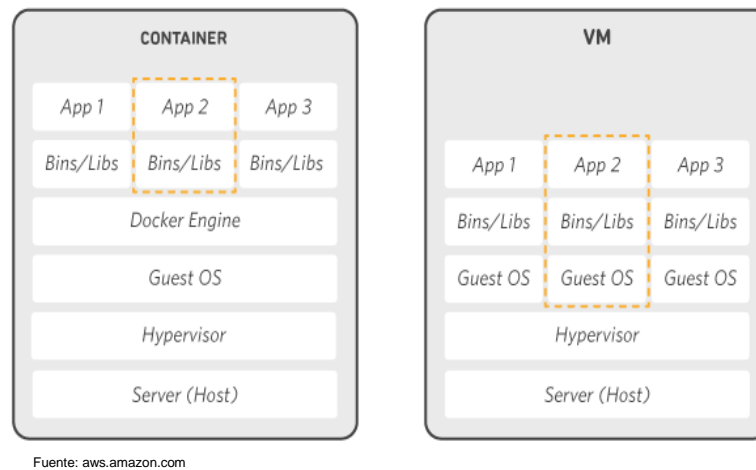 CONTAINER
App 1 App 2 App 3
Bins/Libs Bins/Libs Bins/Libs
Docker Engine
Guest OS
Hypervisor
Server (Host)
VM
App 1 App 2 App 3
Bins/Libs Bins/Libs Bins/Libs
Guest OS Guest OS Guest OS
Hypervisor
Server (Host)
Fuente: aws.amazon.com